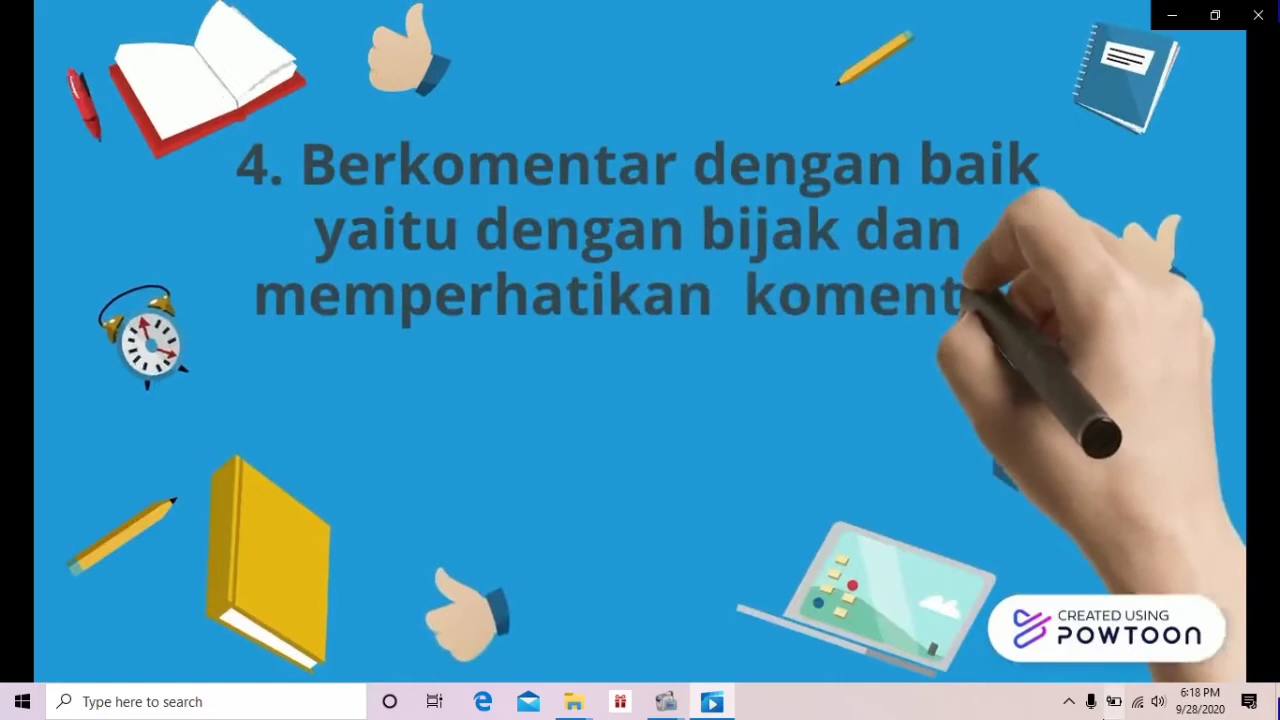 4. Berkomentar dengan baik
yaitu dengan bijak dan
memperhatikan koment
CREATED USING
POWTOON
Type here to search
6:18 PM
9/28/2020